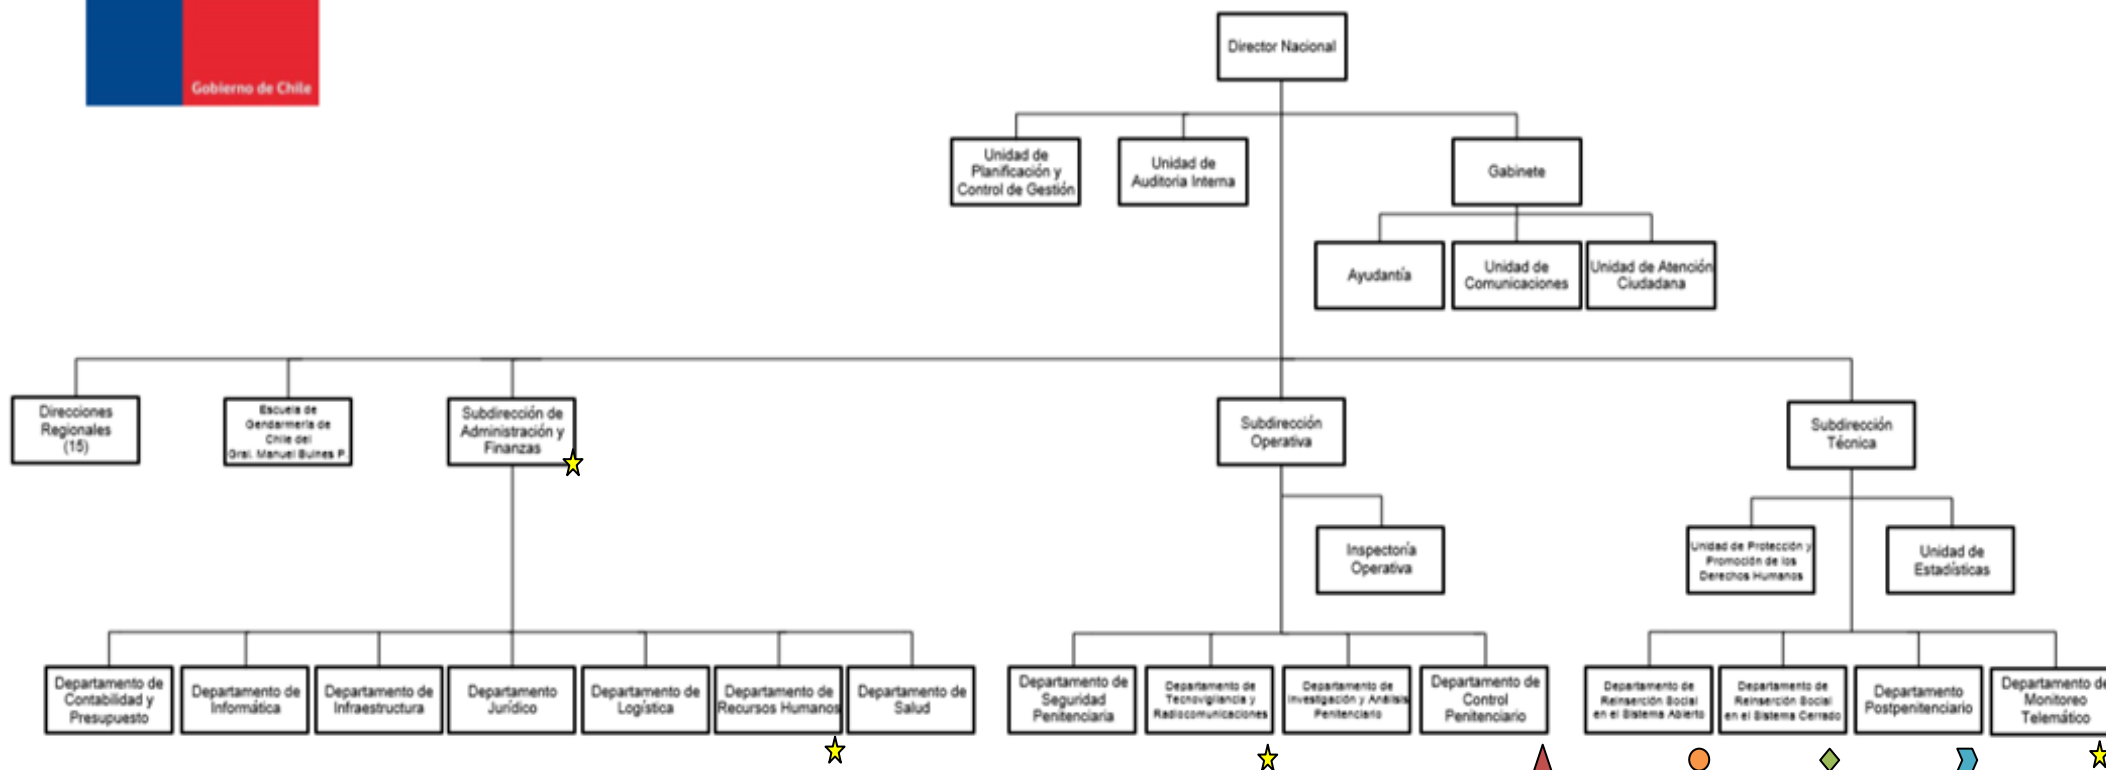 Gobierno de Chile
Director Nacional
Unidad de
Planificación y
Control de Gestión
Unidad de
Auditoria Interna
Gabinete
Ayudantía
Unidad de
Comunicaciones
Unidad de Atención
Ciudadana
Direcciones
Regionales
(15)
Escuela de
Gendarmería de
Chile del
Gral. Manuel Bulnes P.
Subdirección de
Administración y
Finanzas
Subdirección
Operativa
Subdirección
Técnica
Inspectoría
Operativa
Unidad de Protección y
Promoción de los
Derechos Humanos
Unidad de
Estadísticas
Departamento de
Contabilidad y
Presupuesto
Departamento de
Informática
Departamento de
Infraestructura
Departamento
Jurídico
Departamento de
Logística
Departamento de
Recursos Humanos
Departamento de
Salud
Departamento de
Seguridad
Penitenciaria
Departamento de
Tecnovigilancia y
Radiocomunicaciones
Departamento de
Investigación y Análisis
Penitenciario
Departamento de
Control
Penitenciario
Departamento de
Reinserción Social
en el Sistema Abierto
Departamento de
Reinserción Social
en el Sistema Cerrado
Departamento
Postpenitenciario
Departamento de
Monitoreo
Telemático